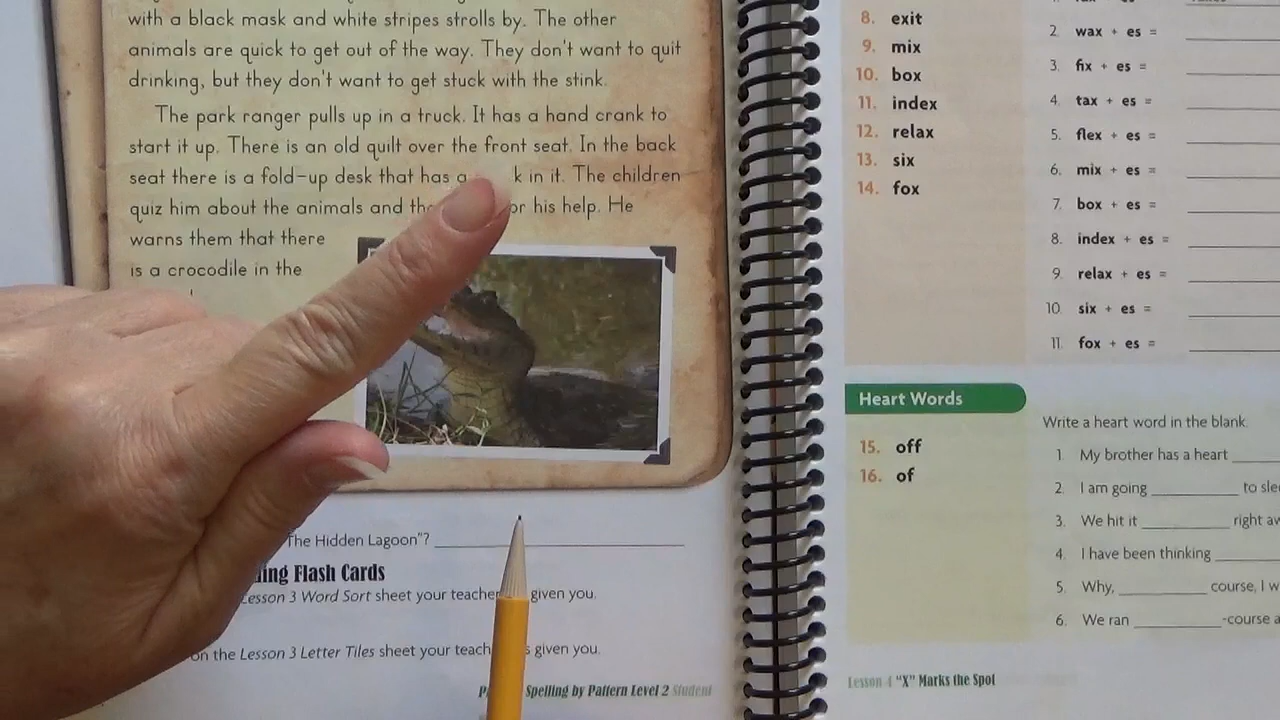 with a black mask and white stripes strolls by. The other
animals are quick to get out of the way. They don't want to quit
drinking, but they don't want to get stuck with the stink.
The park ranger pulls up in a truck. It has a hand crank to
start it up. There is an old quilt over the front seat. In the back
seat there is a fold-up desk that has a k in it. The children
quiz him about the animals and or his help. He
warns them that there
is a crocodile in the
The Hidden Lagoon"?
Flash Cards
Lesson 3 Word Sort sheet your teacher given you.
on the Lesson 3 Letter Tiles sheet your given you.
Spelling by Pattern Level 2 Student
8. exit
9. mix
10. box
11. index
12. relax
13. six
14. fox
Heart Words
15. off
16. of
2. wax + es =
3. fix + es =
4. tax + es =
5. flex + es =
6. mix + es =
7. box + es =
8. index + es =
9. relax + es =
10. six + es =
11. fox + es =
Write a heart word in the blank.
1. My brother has a heart
2. I am going to
3. We hit it right
4. I have been thinking
5. Why, course, I
6. We ran -course
Lesson 4 "X" Marks the Spot